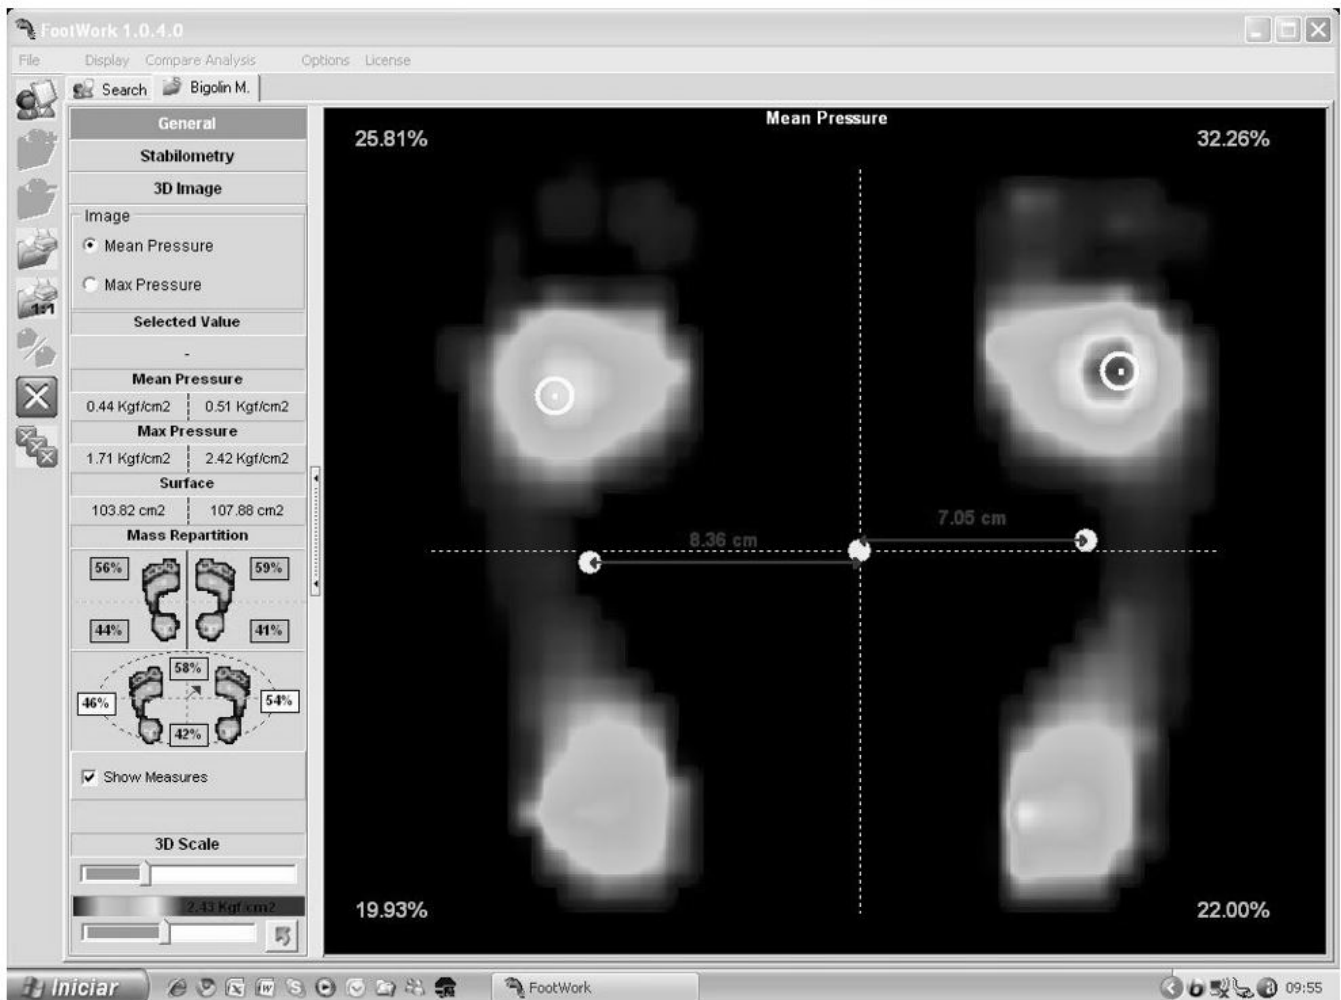 FootWork 1.0.4.0
File Display Compare Analysis Options License
Search Bigolin M.
General
Stabilometry
3D Image
Image
Mean Pressure
Max Pressure
1:1
Selected Value
-
Mean Pressure
0.44 Kgf/cm2 0.51 Kgf/cm2
Max Pressure
1.71 Kgf/cm2 2.42 Kgf/cm2
Surface
103.82 cm2 107.88 cm2
Mass Repartition
56% 59%
44% 41%
58%
46% 54%
42%
Show Measures
3D Scale
2.43 Kgf/cm2
Mean Pressure
25.81% 32.26%
8.36 cm 7.05 cm
19.93% 22.00%
Iniciar FootWork 09:55